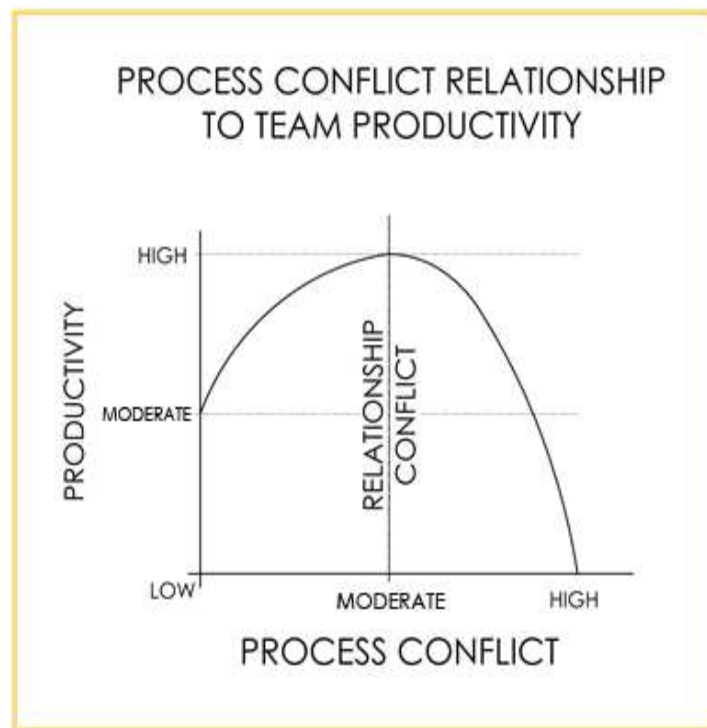 PROCESS CONFLICT RELATIONSHIP
TO TEAM PRODUCTIVITY
HIGH
PRODUCTIVITY
MODERATE
RELATIONSHIP
CONFLICT
LOW
MODERATE
HIGH
PROCESS CONFLICT